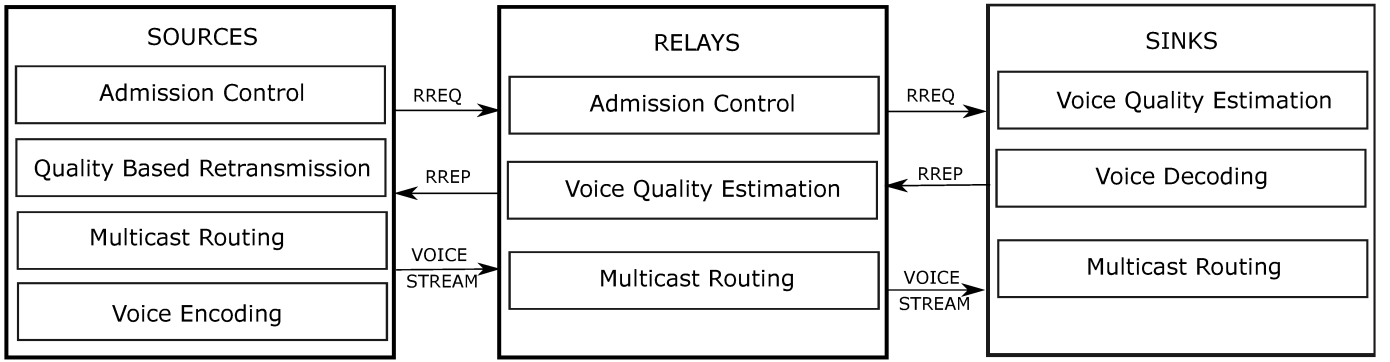 SOURCES
Admission Control
Quality Based Retransmission
Multicast Routing
Voice Encoding
RREQ
RREP
VOICE
STREAM
RELAYS
Admission Control
Voice Quality Estimation
Multicast Routing
RREQ
RREP
VOICE
STREAM
SINKS
Voice Quality Estimation
Voice Decoding
Multicast Routing